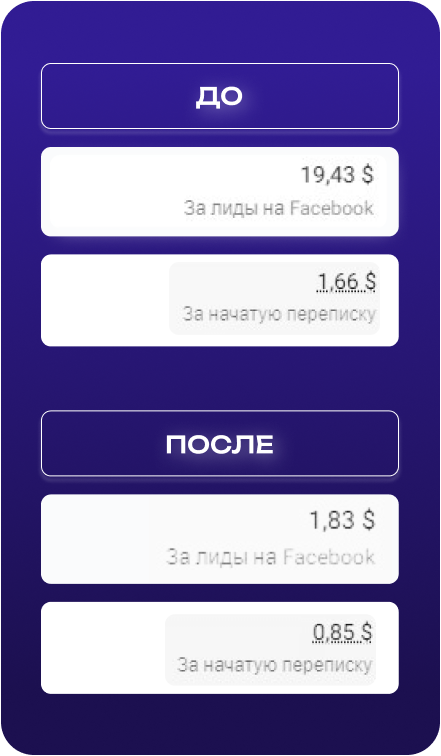 ДО
19,43 $
За лиды на Facebook
1,66 $
За начатую переписку
ПОСЛЕ
1,83 $
За лиды на Facebook
0,85 $
За начатую переписку